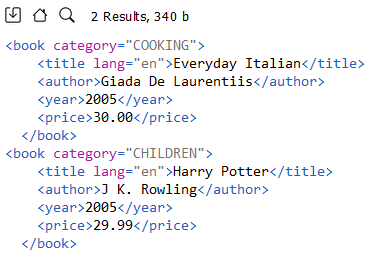 2 Results, 340 b
<book category="COOKING">
    <title lang="en">Everyday Italian</title>
    <author>Giada De Laurentiis</author>
    <year>2005</year>
    <price>30.00</price>
  </book>
<book category="CHILDREN">
    <title lang="en">Harry Potter</title>
    <author>J K. Rowling</author>
    <year>2005</year>
    <price>29.99</price>
  </book>